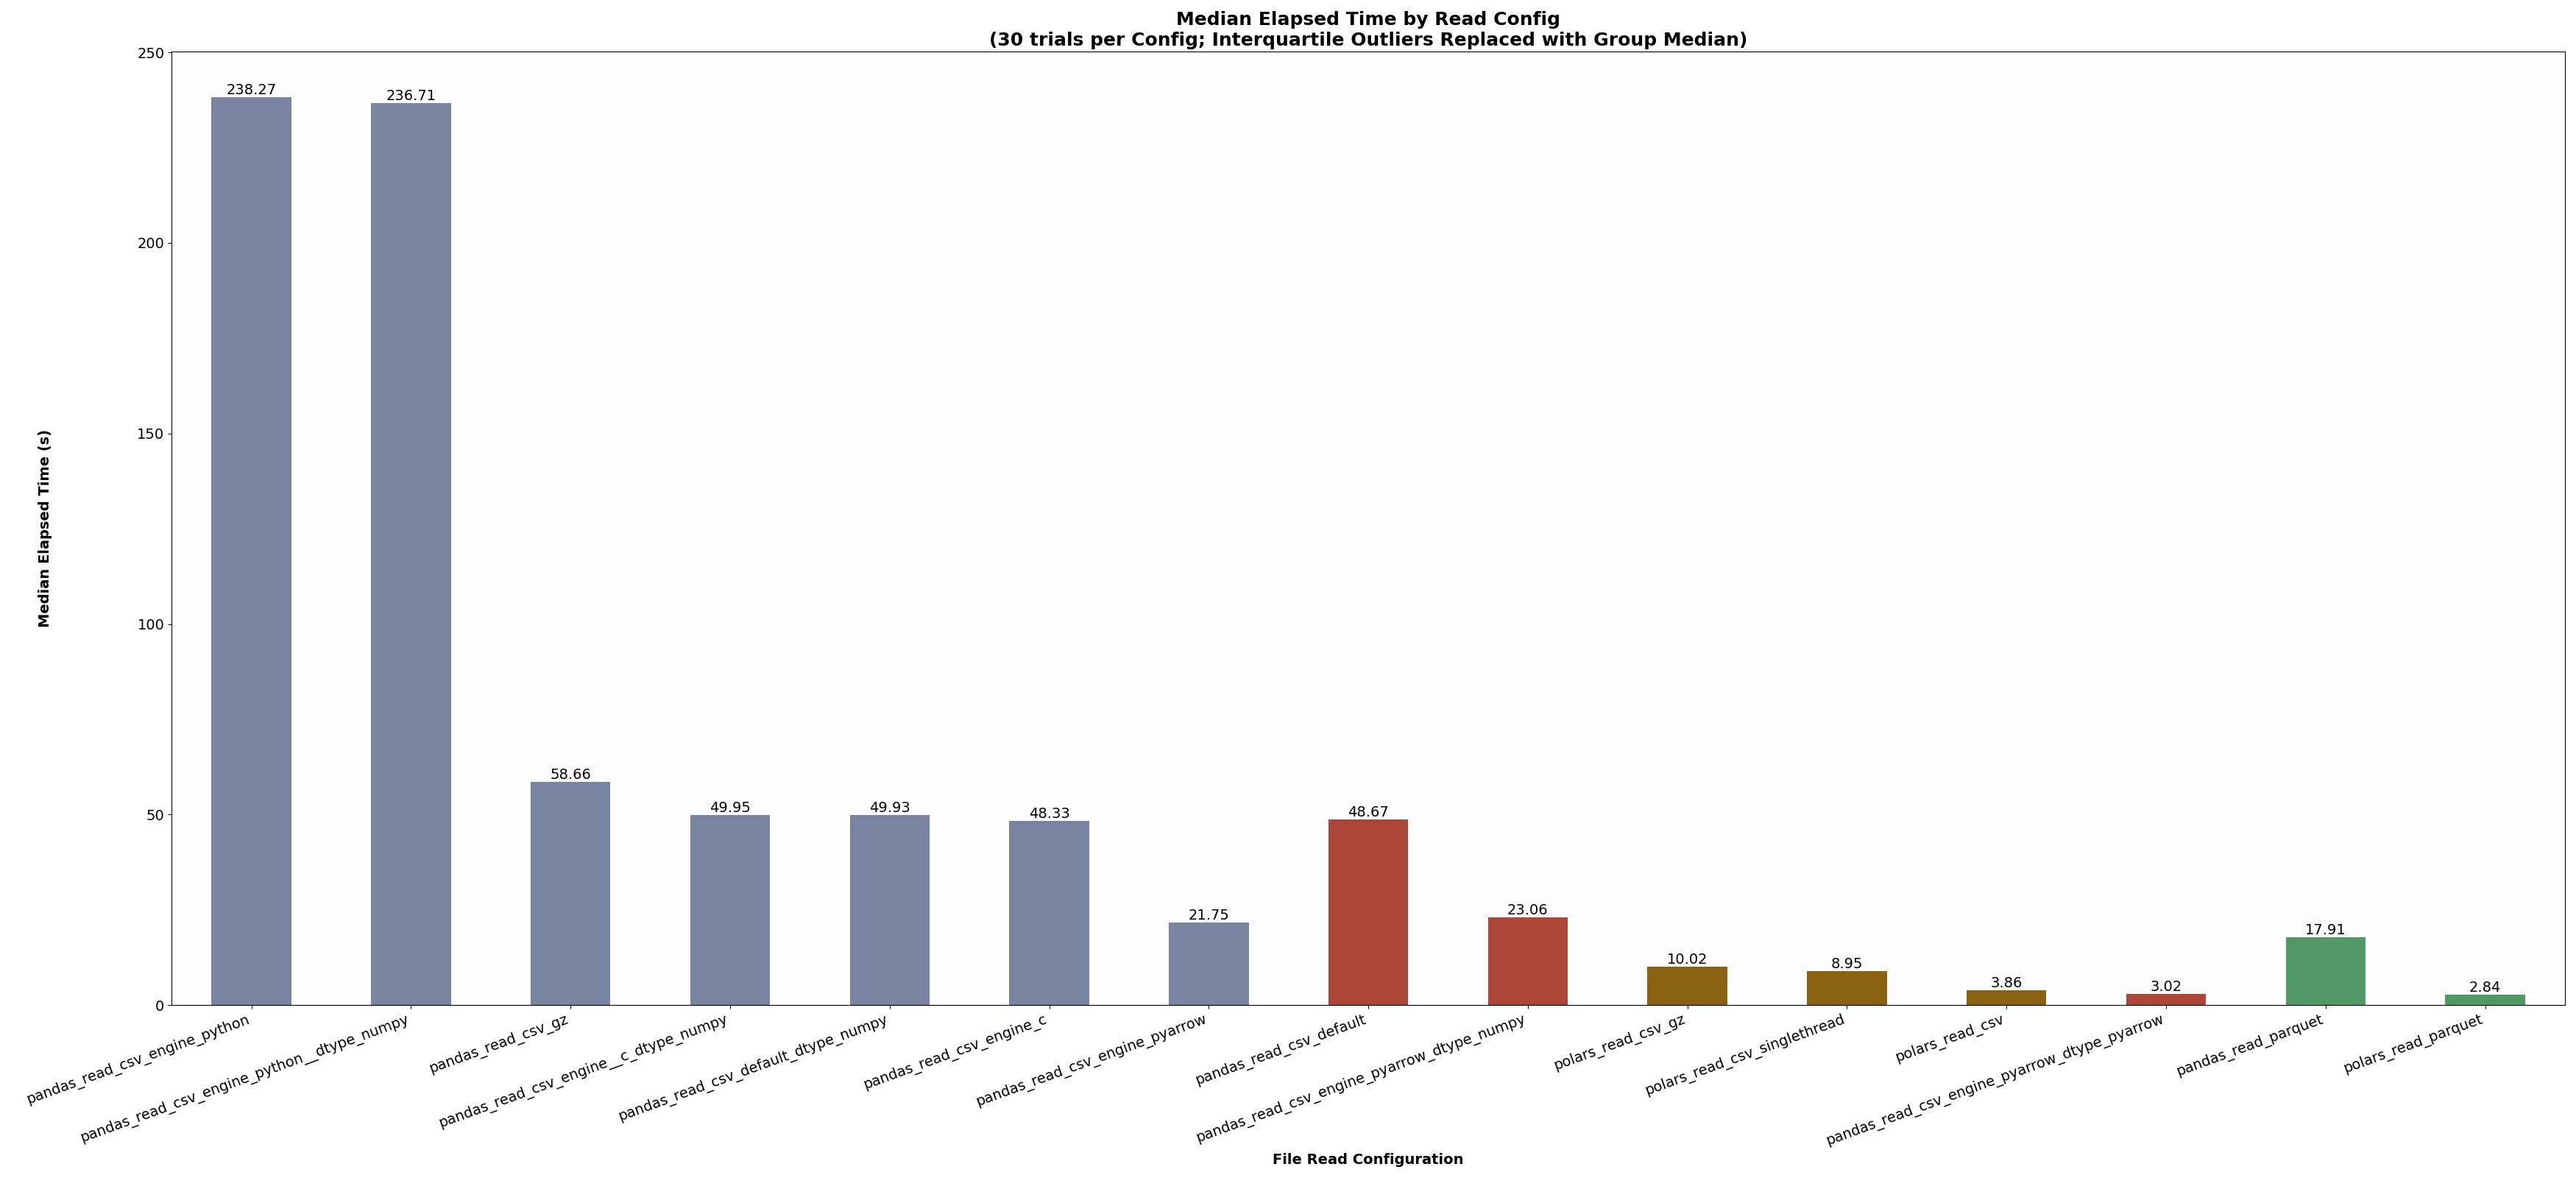 Median Elapsed Time by Read Config
(30 trials per Config; Interquartile Outliers Replaced with Group Median)
Median Elapsed Time (s)
250
200
150
100
50
0
238.27
236.71
58.66
49.95
49.93
48.33
21.75
48.67
23.06
10.02
8.95
3.86
3.02
17.91
2.84
pandas_read_csv_engine_python
pandas_read_csv_engine_python__dtype_numpy
pandas_read_csv_gz
pandas_read_csv_engine__c_dtype_numpy
pandas_read_csv_default_dtype_numpy
pandas_read_csv_engine_c
pandas_read_csv_engine_pyarrow
pandas_read_csv_default
pandas_read_csv_engine_pyarrow_dtype_numpy
polars_read_csv_gz
polars_read_csv_singlethread
polars_read_csv
pandas_read_csv_engine_pyarrow_dtype_pyarrow
pandas_read_parquet
polars_read_parquet
File Read Configuration